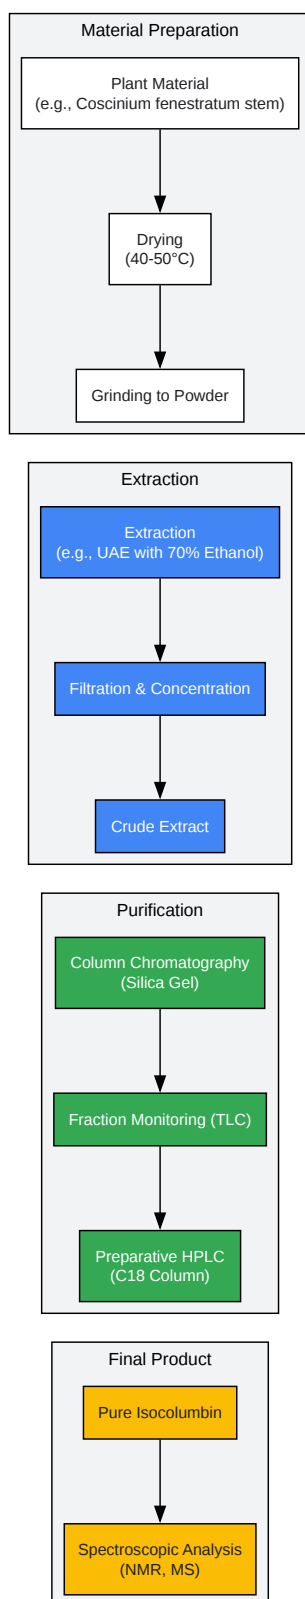 Material Preparation
Plant Material
(e.g., Coscinium fenestratum stem)
Drying
(40-50°C)
Grinding to Powder
Extraction
Extraction
(e.g., UAE with 70% Ethanol)
Filtration & Concentration
Crude Extract
Purification
Column Chromatography
(Silica Gel)
Fraction Monitoring (TLC)
Preparative HPLC
(C18 Column)
Final Product
Pure Isocolumbin
Spectroscopic Analysis
(NMR, MS)